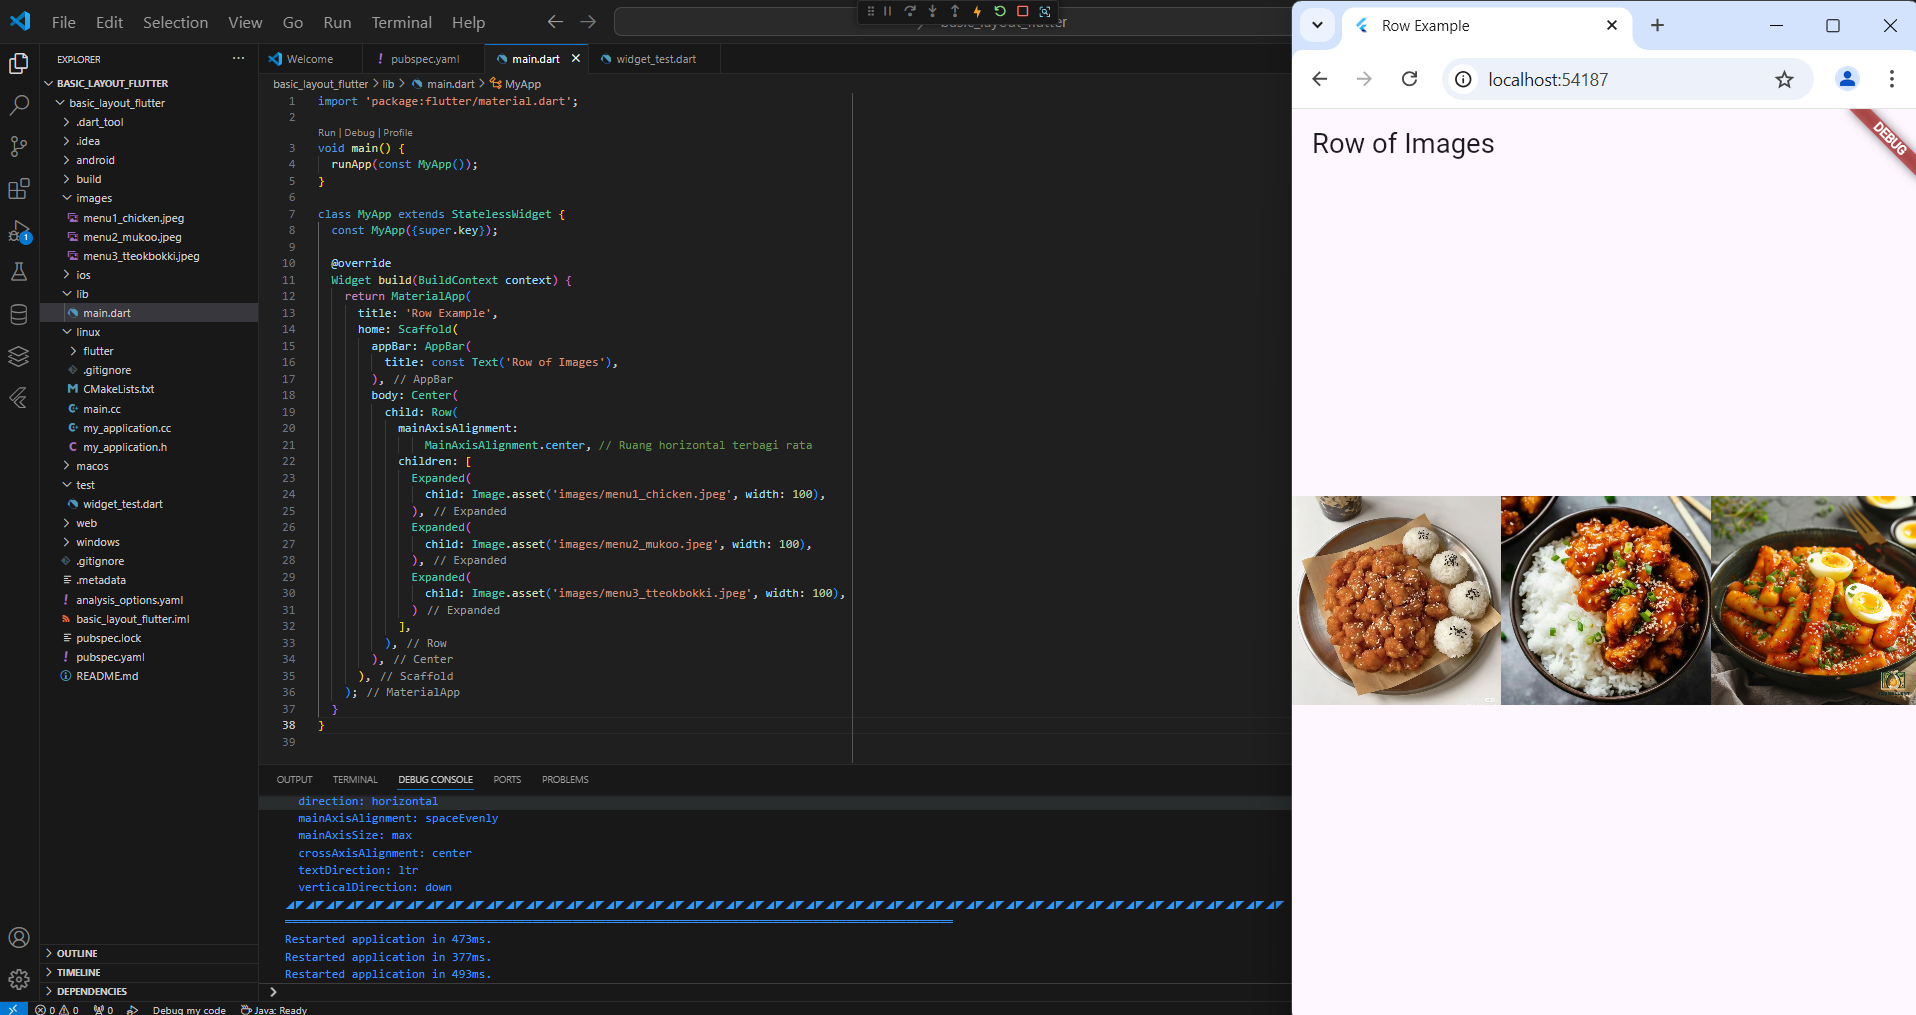 File Edit Selection View Go Run Terminal Help
EXPLORER
BASIC_LAYOUT_FLUTTER
basic_layout_flutter
.dart_tool
.idea
android
build
images
menu1_chicken.jpeg
menu2_mukoo.jpeg
menu3_tteokbokki.jpeg
ios
lib
main.dart
linux
flutter
.gitignore
CMakeLists.txt
main.cc
my_application.cc
my_application.h
macos
test
widget_test.dart
web
windows
.gitignore
.metadata
analysis_options.yaml
basic_layout_flutter.iml
pubspec.lock
pubspec.yaml
README.md
OUTLINE
TIMELINE
DEPENDENCIES
Welcome pubspec.yaml main.dart widget_test.dart
basic_layout_flutter > lib > main.dart > MyApp
1 import 'package:flutter/material.dart';
2
Run | Debug | Profile
3 void main() {
4 runApp(const MyApp());
5 }
6
7 class MyApp extends StatelessWidget {
8 const MyApp({super.key});
9
10 @override
11 Widget build(BuildContext context) {
12 return MaterialApp(
13 title: 'Row Example',
14 home: Scaffold(
15 appBar: AppBar(
16 title: const Text('Row of Images'),
17 ), // AppBar
18 body: Center(
19 child: Row(
20 mainAxisAlignment:
21 MainAxisAlignment.center, // Ruang horizontal terbagi rata
22 children: [
23 Expanded(
24 child: Image.asset('images/menu1_chicken.jpeg', width: 100),
25 ), // Expanded
26 Expanded(
27 child: Image.asset('images/menu2_mukoo.jpeg', width: 100),
28 ), // Expanded
29 Expanded(
30 child: Image.asset('images/menu3_tteokbokki.jpeg', width: 100),
31 ) // Expanded
32 ],
33 ), // Row
34 ), // Center
35 ), // Scaffold
36 ); // MaterialApp
37 }
38 }
39
OUTPUT TERMINAL DEBUG CONSOLE PORTS PROBLEMS
direction: horizontal
mainAxisAlignment: spaceEvenly
mainAxisSize: max
crossAxisAlignment: center
textDirection: ltr
verticalDirection: down
Restarted application in 473ms.
Restarted application in 377ms.
Restarted application in 493ms.
0 0 0 Debug my code Java: Ready
1
Row Example
localhost:54187
Row of Images
DEBUG